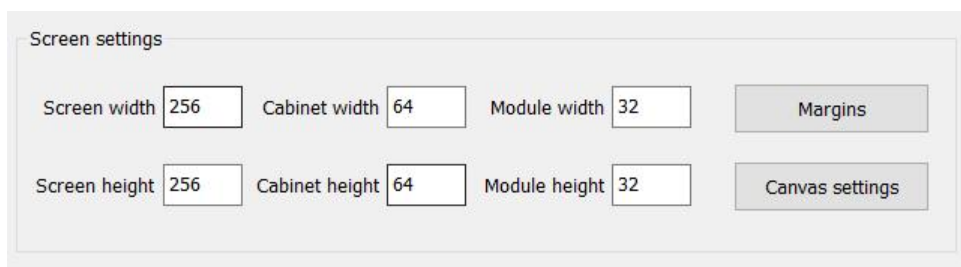 Screen settings
Screen width 256 Cabinet width 64 Module width 32 Margins
Screen height 256 Cabinet height 64 Module height 32 Canvas settings